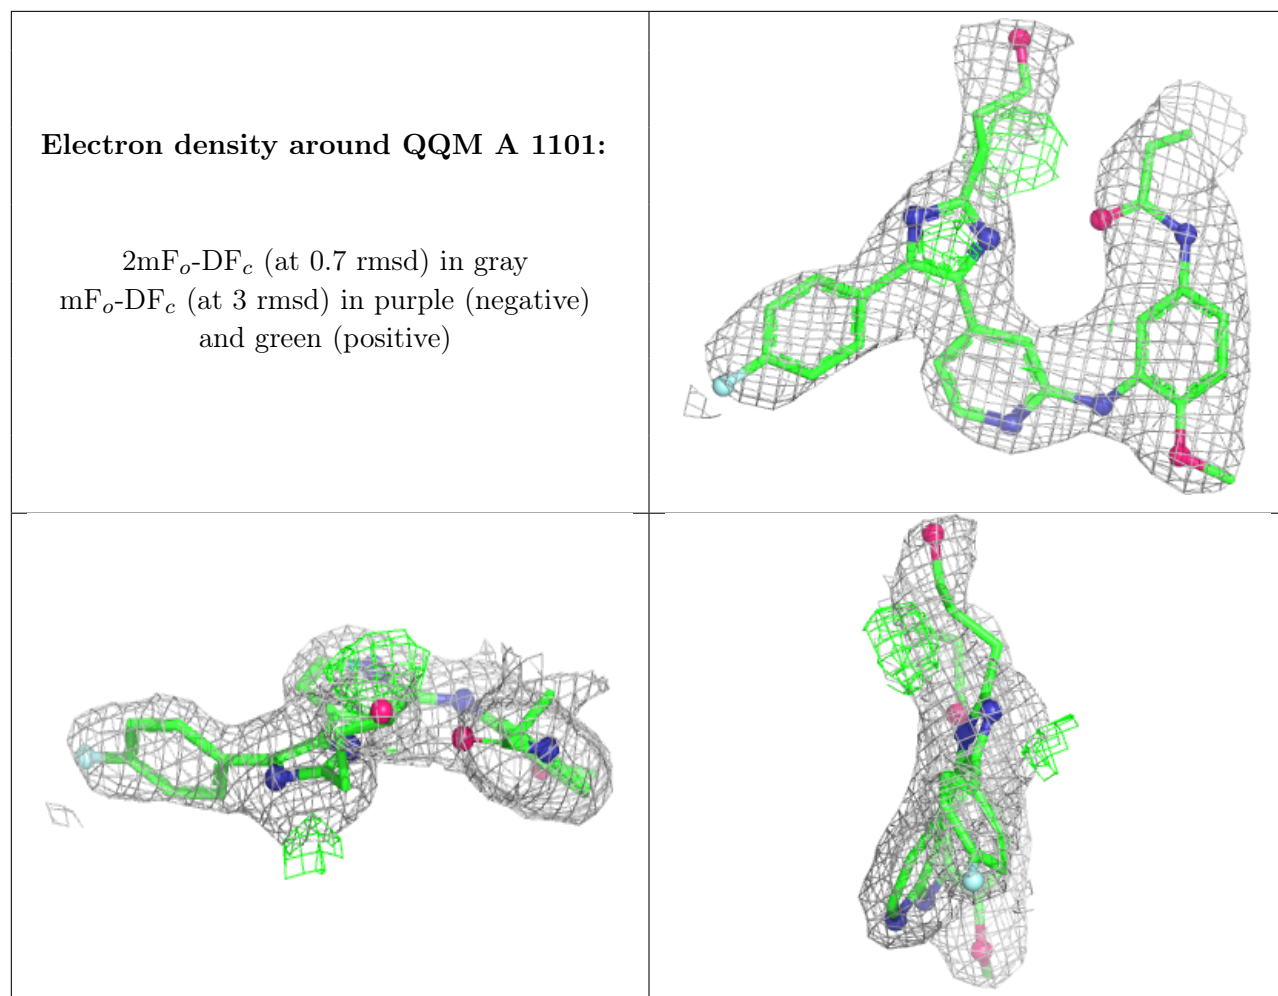 Electron density around QQM A 1101:
2mFo-DFc (at 0.7 rmsd) in gray
mFo-DFc (at 3 rmsd) in purple (negative)
and green (positive)